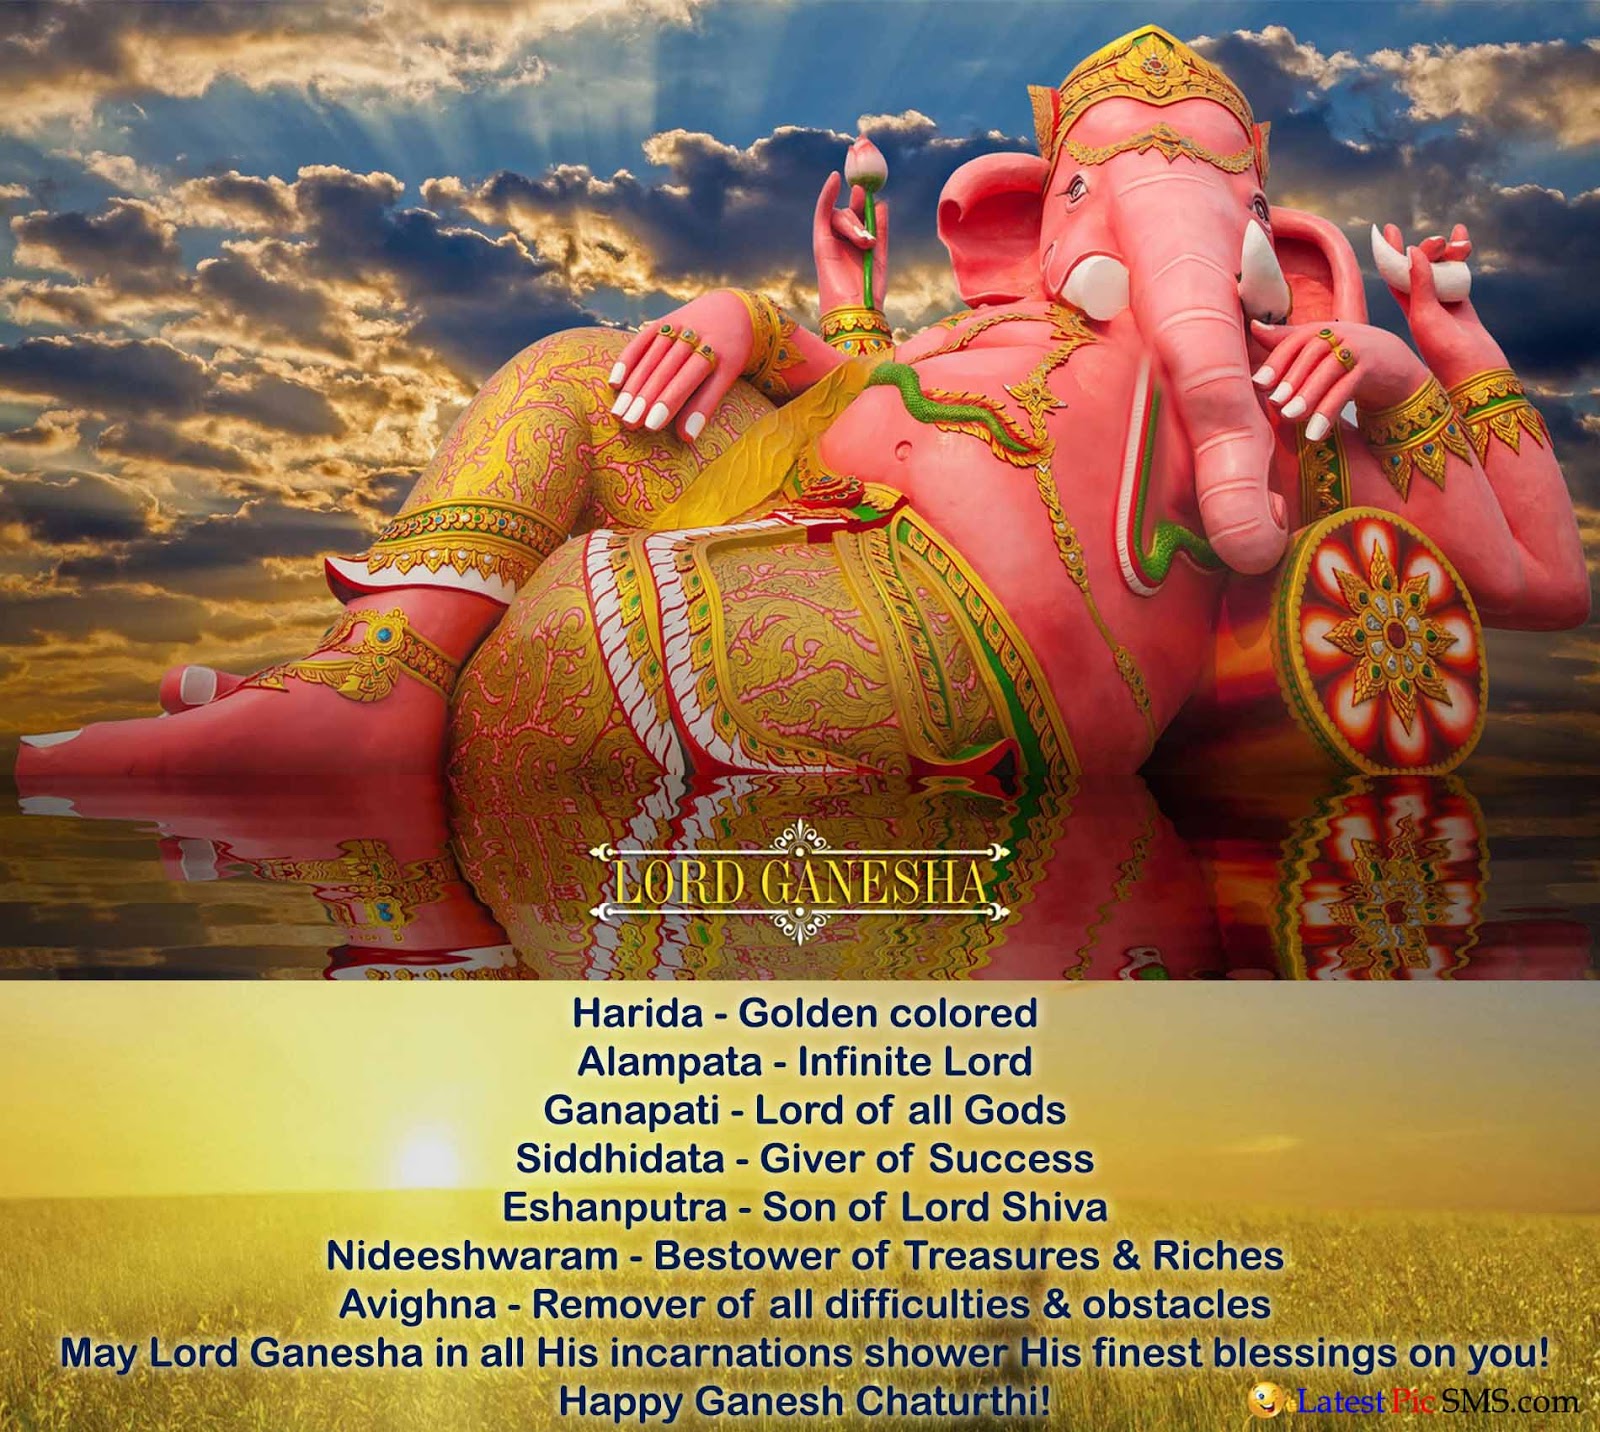 LORD GANESHA
Harida - Golden colored
Alampata - Infinite Lord
Ganapati - Lord of all Gods
Siddhidata - Giver of Success
Eshanputra - Son of Lord Shiva
Nideeshwaram - Bestower of Treasures & Riches
Avighna - Remover of all difficulties & obstacles
May Lord Ganesha in all His incarnations shower His finest blessings on you!
Happy Ganesh Chaturthi!
LatestPicSMS.com